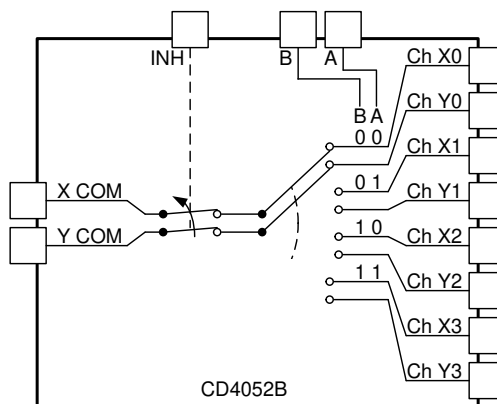 INH B A Ch X0
Ch Y0
B A
0 0 Ch X1
0 1
X COM Ch Y1
Y COM 1 0 Ch X2
1 1 Ch Y2
Ch X3
Ch Y3
CD4052B